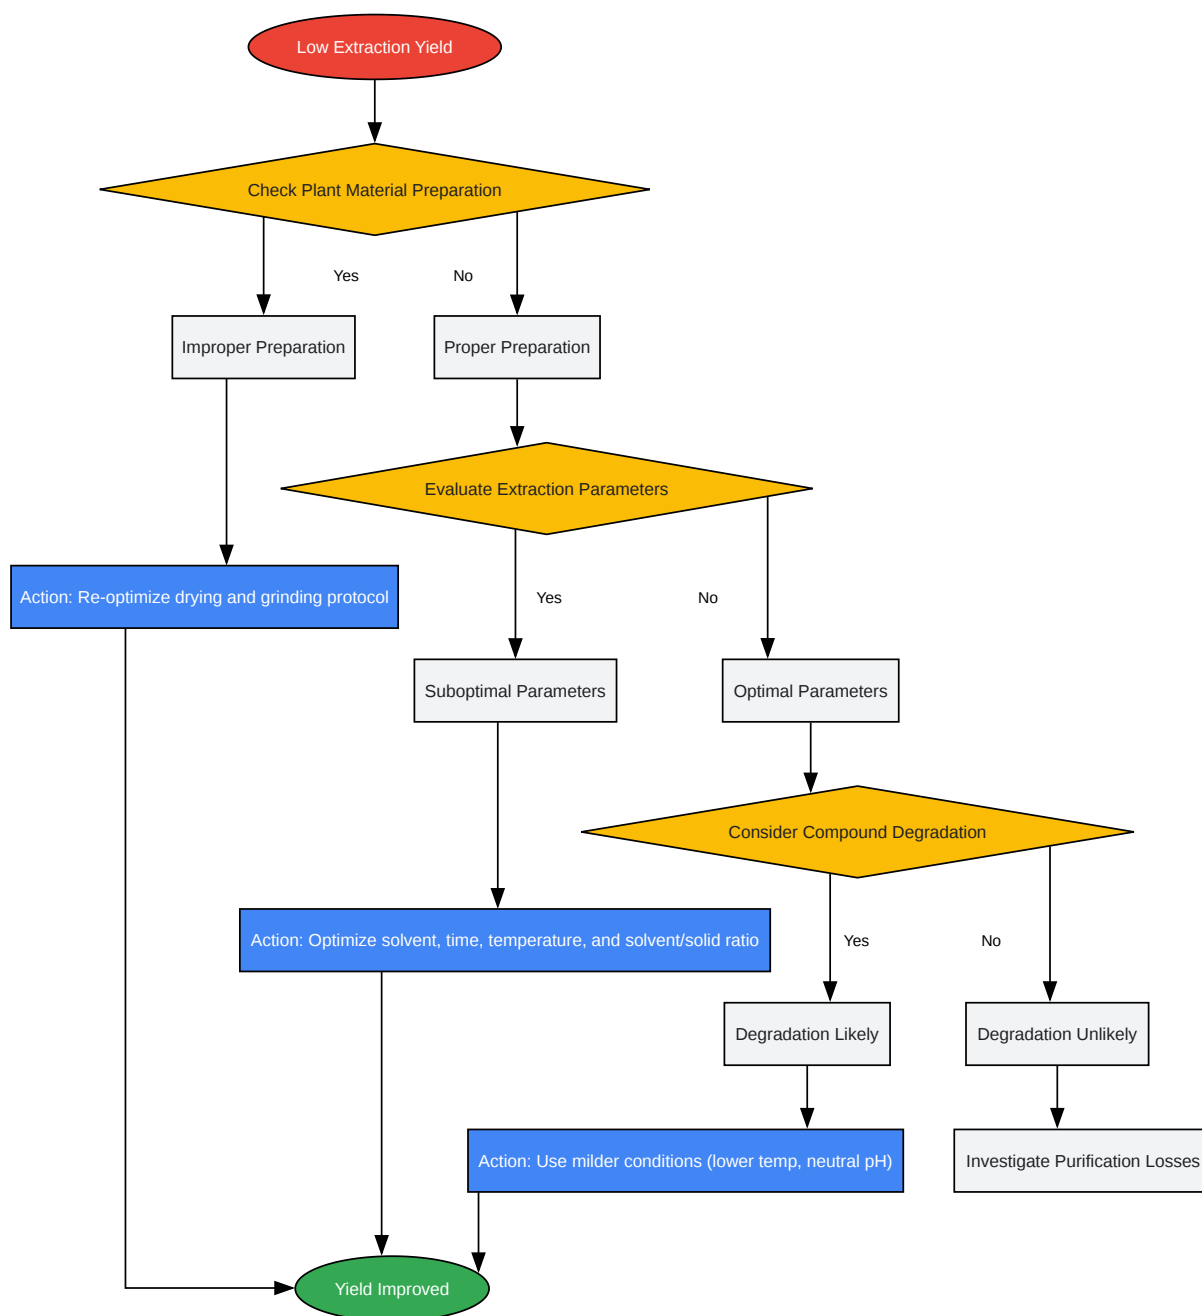 Low Extraction Yield
Check Plant Material Preparation
Yes
No
Improper Preparation
Proper Preparation
Evaluate Extraction Parameters
Action: Re-optimize drying and grinding protocol
Yes
No
Suboptimal Parameters
Optimal Parameters
Consider Compound Degradation
Action: Optimize solvent, time, temperature, and solvent/solid ratio
Yes
No
Degradation Likely
Degradation Unlikely
Action: Use milder conditions (lower temp, neutral pH)
Investigate Purification Losses
Yield Improved